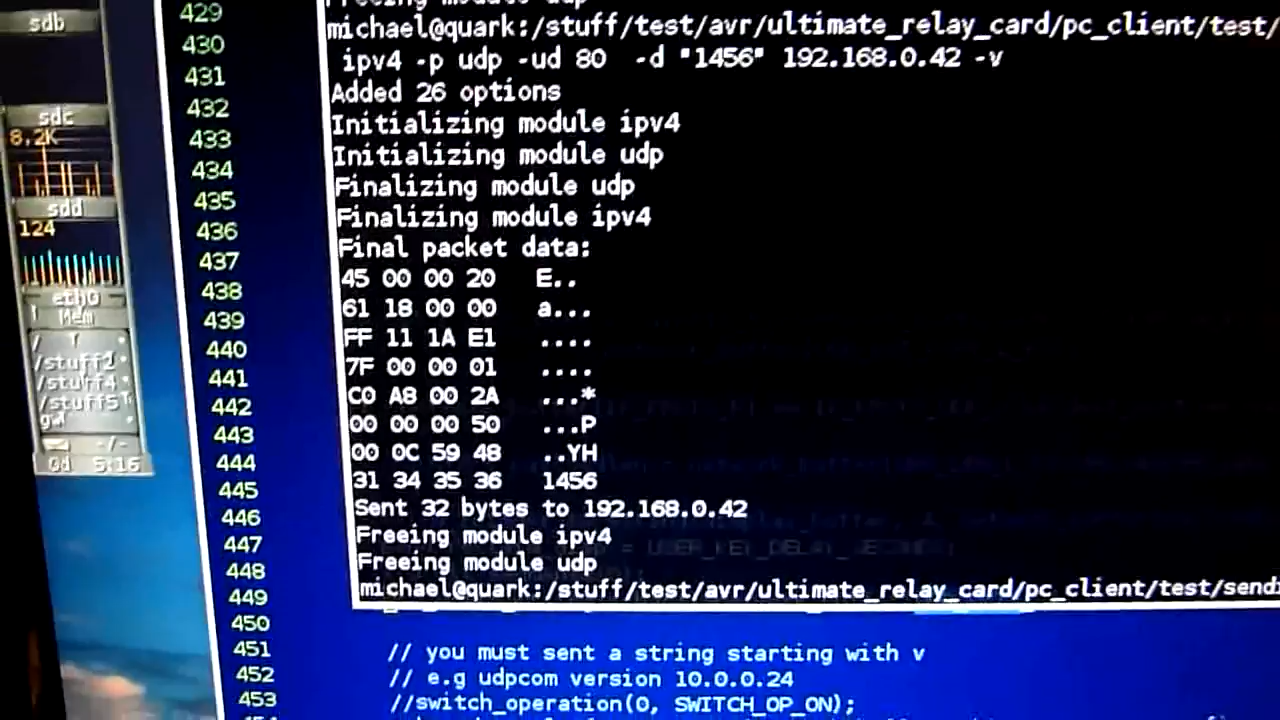 sdb
sdc
8.2K
sdd
124
eth0
Mem
/stuff2
/stuff4
/stuff5
-/-
0d 5:16
429
430
431
432
433
434
435
436
437
438
439
440
441
442
443
444
445
446
447
448
449
450
451
452
453
michael@quark:/stuff/test/avr/ultimate_relay_card/pc_client/test/
ipv4 -p udp -ud 80 -d "1456" 192.168.0.42 -v
Added 26 options
Initializing module ipv4
Initializing module udp
Finalizing module udp
Finalizing module ipv4
Final packet data:
45 00 00 20 E..
61 18 00 00 a...
FF 11 1A E1 ....
7F 00 00 01 ....
C0 A8 00 2A ...*
00 00 00 50 ...P
00 0C 59 48 ..YH
31 34 35 36 1456
Sent 32 bytes to 192.168.0.42
Freeing module ipv4
Freeing module udp
michael@quark:/stuff/test/avr/ultimate_relay_card/pc_client/test/send
// you must sent a string starting with v
// e.g udpcom version 10.0.0.24
//switch_operation(0, SWITCH_OP_ON);